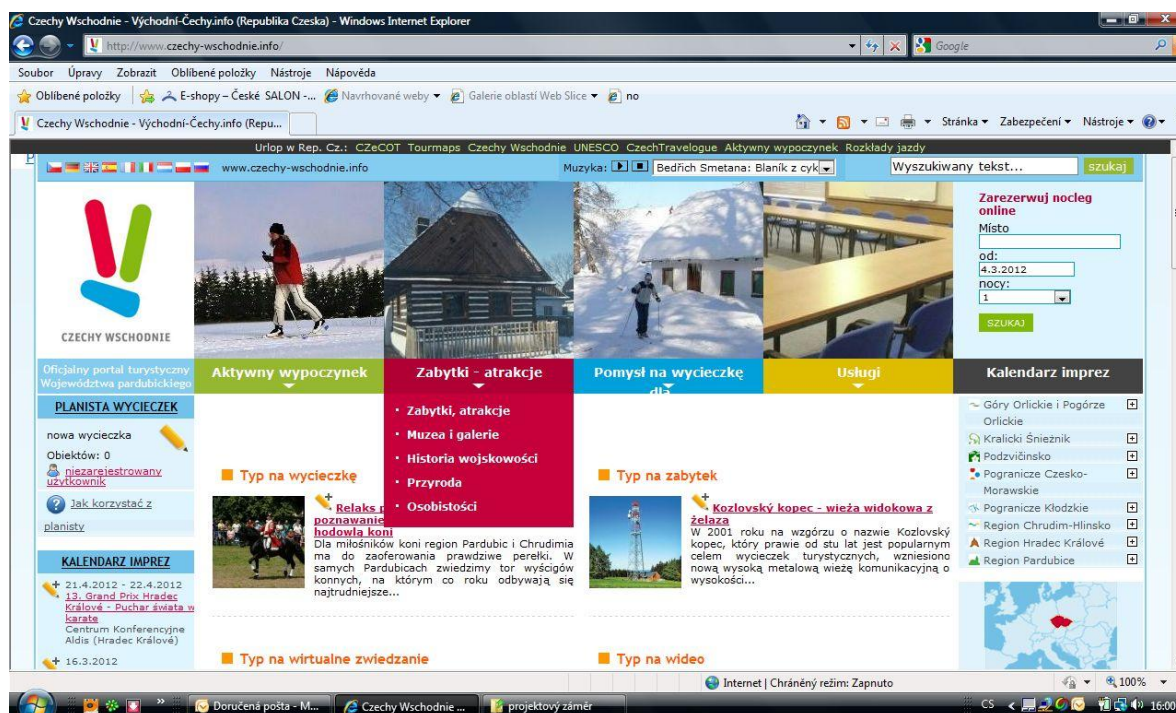 Czechy Wschodnie - Východní-Čechy.info (Republika Czeska) - Windows Internet Explorer
http://www.czechy-wschodnie.info/
Google
Soubor Úpravy Zobrazit Oblíbené položky Nástroje Nápověda
Oblíbené položky E-shopy – České SALON -... Navrhované weby Galerie oblastí Web Slice no
Czechy Wschodnie - Východní-Čechy.info (Repu...
Stránka Zabezpečení Nástroje
Urlop w Rep. Cz.: CZeCOT Tourmaps Czechy Wschodnie UNESCO CzechTravelogue Aktywny wypoczynek Rozkłady jazdy
www.czechy-wschodnie.info
Muzyka: Bedřich Smetana: Blaník z cyk
Wyszukiwany tekst... szukaj
CZECHY WSCHODNIE
Oficjalny portal turystyczny
Województwa pardubickiego
Zarezerwuj nocleg
online
Místo
od:
4.3.2012
nocy:
1
SZUKAJ
Aktywny wypoczynek
Zabytki - atrakcje
Pomysł na wycieczkę
dla
Usługi
Kalendarz imprez
PLANISTA WYCIECZEK
nowa wycieczka
Obiektów: 0
niezarejestrowany
użytkownik
Jak korzystać z
planisty
KALENDARZ IMPREZ
21.4.2012 - 22.4.2012
13. Grand Prix Hradec
Králové - Puchar świata w
karate
Centrum Konferencyjne
Aldis (Hradec Králové)
16.3.2012
· Zabytki, atrakcje
· Muzea i galerie
· Historia wojskowości
· Przyroda
· Osobistości
Typ na wycieczkę
Relaks p
poznawanie
hodowla koni
Dla miłośników koni region Pardubic i Chrudimia
ma do zaoferowania prawdziwe perełki. W
samych Pardubicach zwiedzimy tor wyścigów
konnych, na którym co roku odbywają się
najtrudniejsze...
Typ na zabytek
Kozlovský kopec - wieża widokowa z
żelaza
W 2001 roku na wzgórzu o nazwie Kozlovský
kopec, który prawie od stu lat jest popularnym
celem wycieczek turystycznych, wzniesiono
nową wysoką metalową wieżę komunikacyjną o
wysokości...
Typ na wirtualne zwiedzanie
Typ na wideo
Góry Orlickie i Pogórze
Orlickie
Kralicki Śnieżnik
Podzvičinsko
Pogranicze Czesko-
Morawskie
Pogranicze Kłodzkie
Region Chrudim-Hlinsko
Region Hradec Králové
Region Pardubice
Internet | Chráněný režim: Zapnuto
100%
Doručená pošta - M...
Czechy Wschodnie ...
projektový záměr
CS
16:09